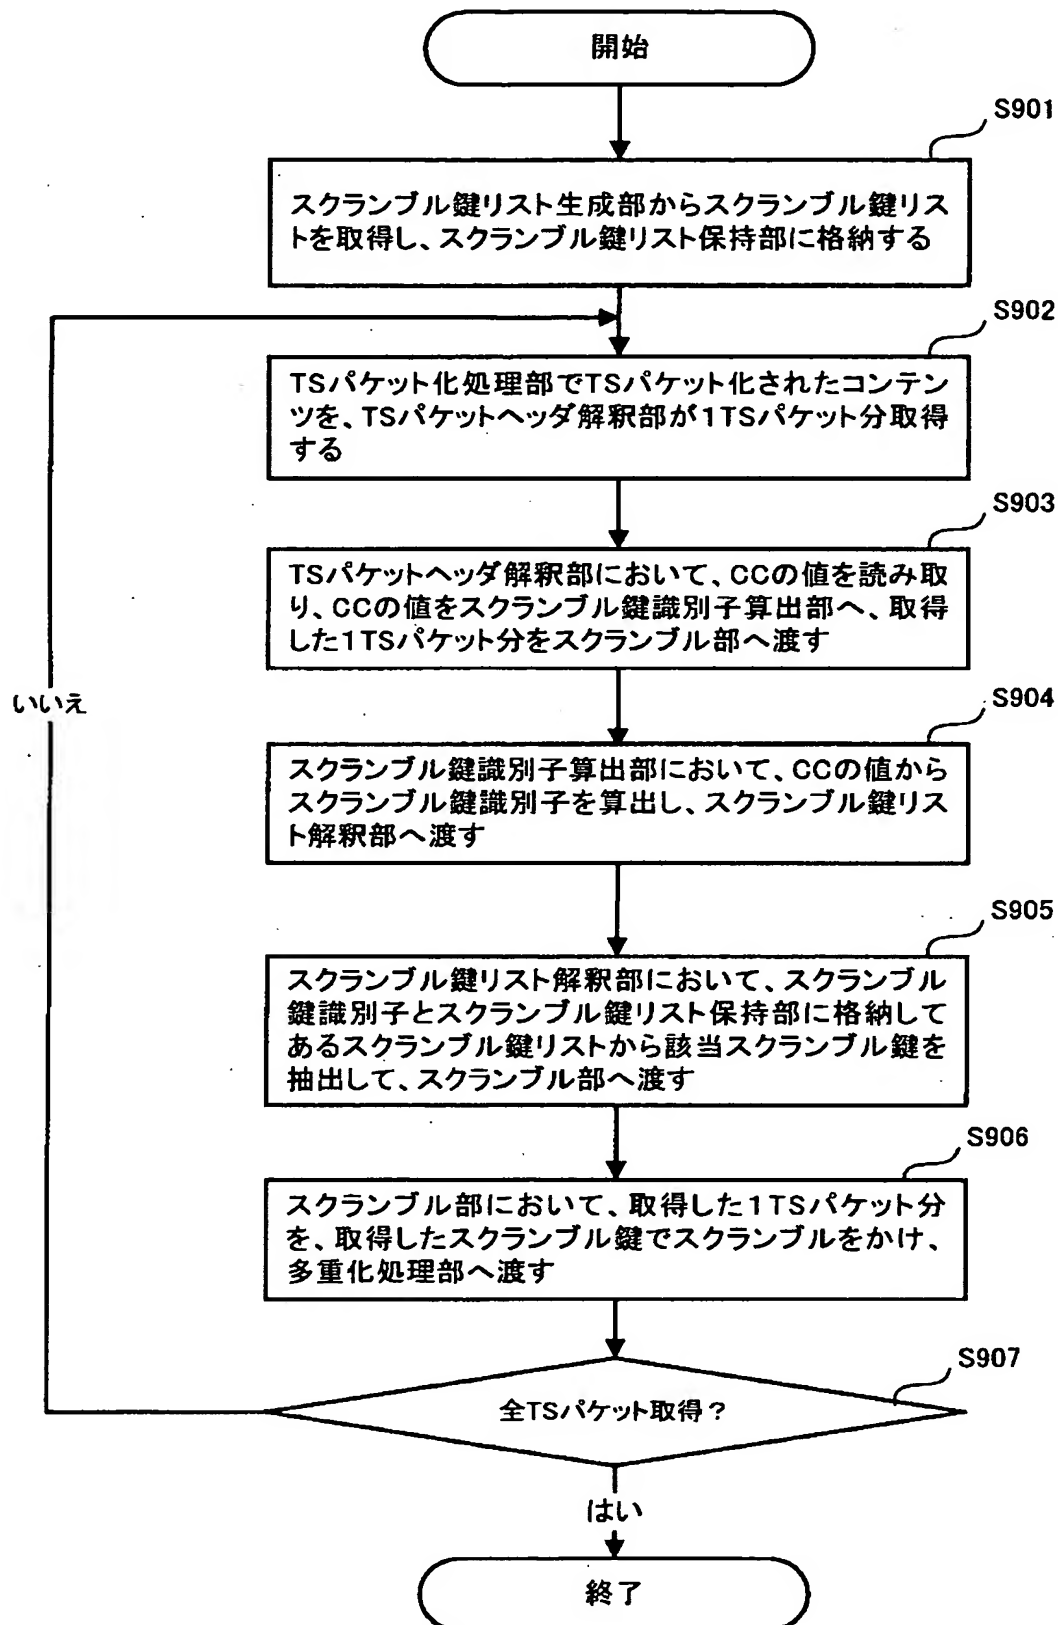 開始
S901
スクランブル鍵リスト生成部からスクランブル鍵リス
トを取得し、スクランブル鍵リスト保持部に格納する
S902
TSパケット化処理部でTSパケット化されたコンテン
ツを、TSパケットヘッダ解釈部が1TSパケット分取得
する
S903
TSパケットヘッダ解釈部において、CCの値を読み取
り、CCの値をスクランブル鍵識別子算出部へ、取得
した1TSパケット分をスクランブル部へ渡す
いいえ
S904
スクランブル鍵識別子算出部において、CCの値から
スクランブル鍵識別子を算出し、スクランブル鍵リス
ト解釈部へ渡す
S905
スクランブル鍵リスト解釈部において、スクランブル
鍵識別子とスクランブル鍵リスト保持部に格納して
あるスクランブル鍵リストから該当スクランブル鍵を
抽出して、スクランブル部へ渡す
S906
スクランブル部において、取得した1TSパケット分
を、取得したスクランブル鍵でスクランブルをかけ、
多重化処理部へ渡す
S907
全TSパケット取得？
はい
終了